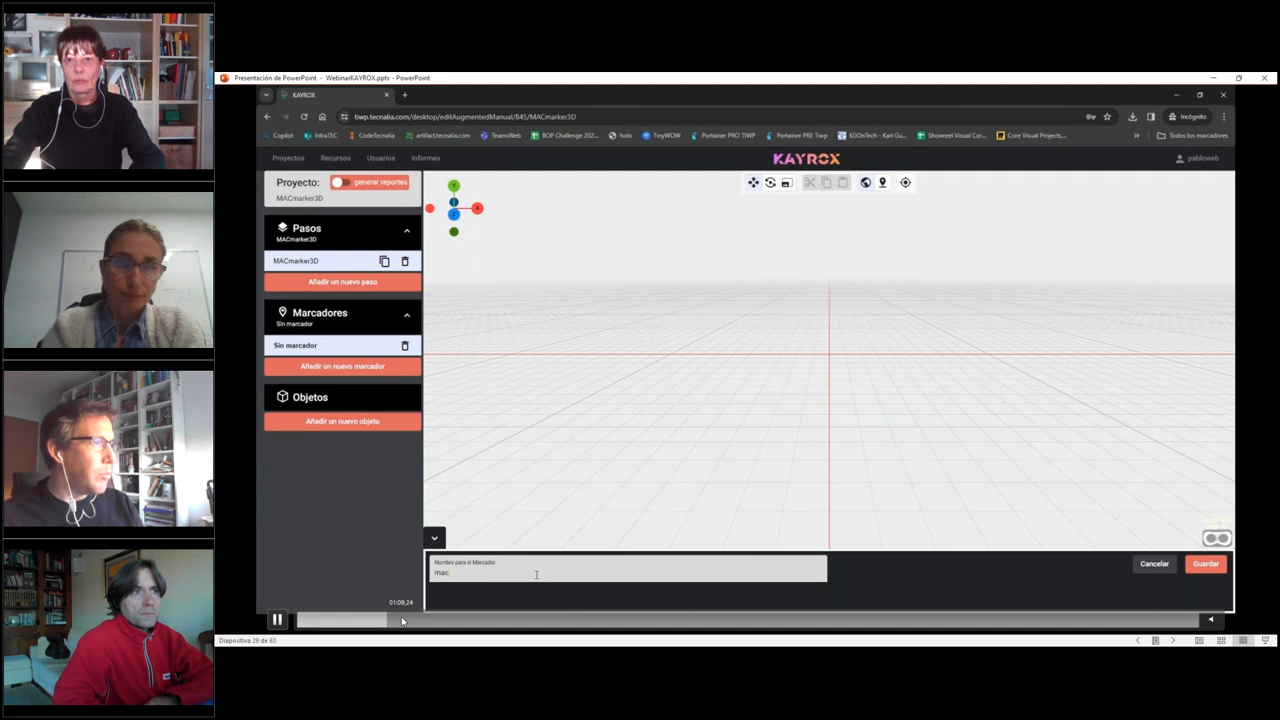 Presentación de PowerPoint - WebinarKAYROX.pptx - PowerPoint
KAYROX
tiwp.tecnalia.com/desktop/editAugmentedManual/845/MACmarker3D
Incógnito
Copilot
IntraTEC
CodeTecnalia
artifact.tecnalia.com
TeamsWeb
BOP Challenge 202...
holo
TinyWOW
Portainer PRO TIWP
Portainer PRE Tiwp
KGOnTech - Karl Gu...
Showreel Visual Cor...
Core Visual Projects,...
Todos los marcadores
Proyectos
Recursos
Usuarios
Informes
KAYROX
pabloweb
Proyecto:
generar reportes
MACmarker3D
Pasos
MACmarker3D
MACmarker3D
Añadir un nuevo paso
Marcadores
Sin marcador
Sin marcador
Añadir un nuevo marcador
Objetos
Añadir un nuevo objeto
Y
X
Z
Nombre para el Marcador
mac
Cancelar
Guardar
01:09,24
Diapositiva 29 de 63